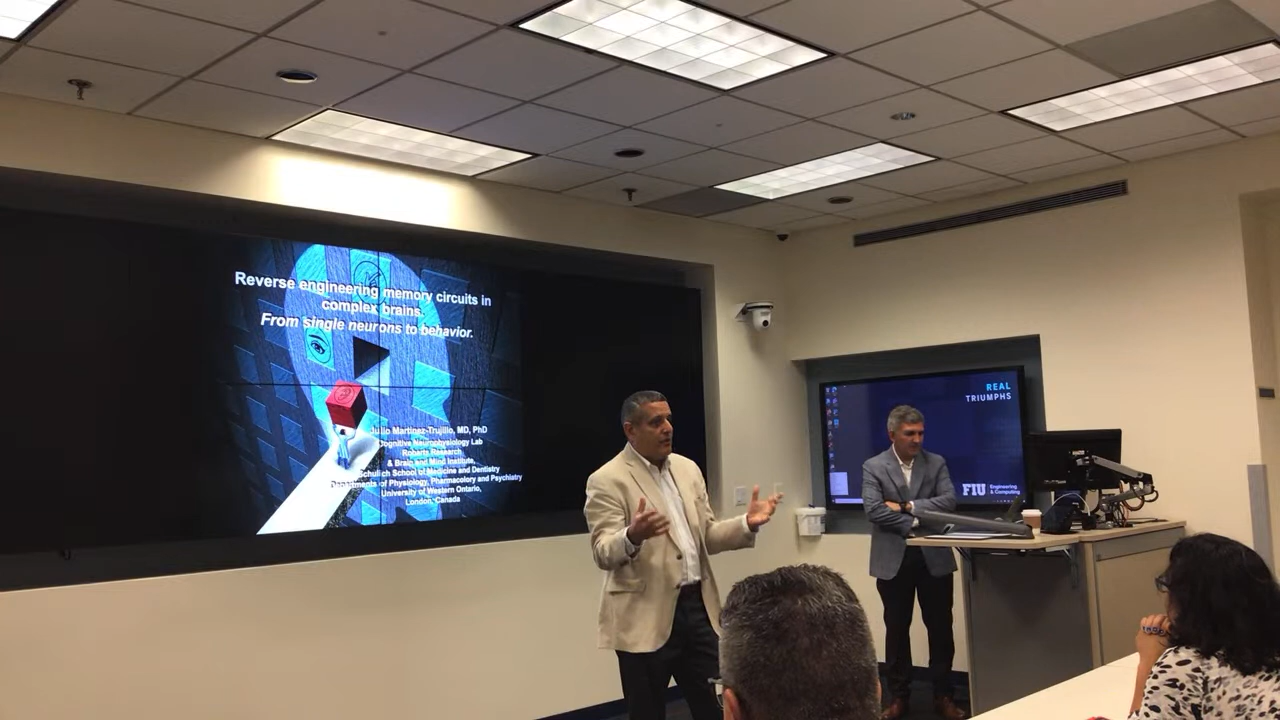 Reverse engineering memory circuits in
complex brains.
From single neurons to behavior.
Julio Martinez-Trujillo, MD, PhD
Cognitive Neurophysiology Lab
Roberts Research
& Brain and Mind Institute,
Schulich School of Medicine and Dentistry
Departments of Physiology, Pharmacology and Psychiatry
University of Western Ontario,
London, Canada
REAL
TRIUMPHS
FIU Engineering
& Computing